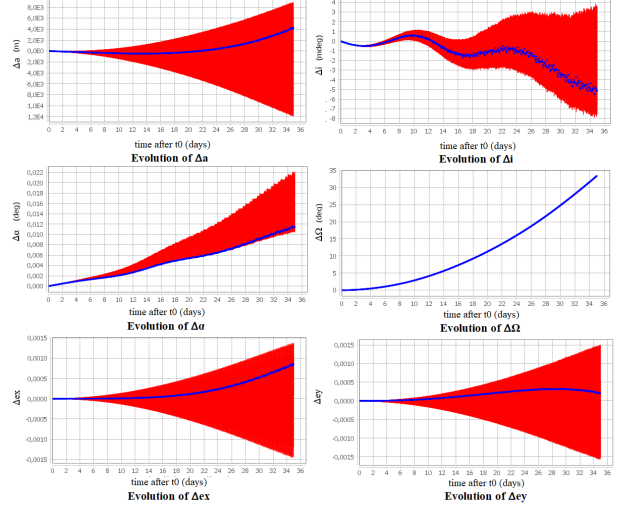 8,0E3
6,0E3
4,0E3
2,0E3
0,0E0
2,0E3
4,0E3
6,0E3
8,0E3
1,0E4
1,2E4
Δa (m)
0 2 4 6 8 10 12 14 16 18 20 22 24 26 28 30 32 34 36
time after t0 (days)
Evolution of Δa
4
3
2
1
0
-1
-2
-3
-4
-5
-6
-7
-8
Δi (mdeg)
0 2 4 6 8 10 12 14 16 18 20 22 24 26 28 30 32 34 36
time after t0 (days)
Evolution of Δi
0,022
0,020
0,018
0,016
0,014
0,012
0,010
0,008
0,006
0,004
0,002
0,000
Δα (deg)
0 2 4 6 8 10 12 14 16 18 20 22 24 26 28 30 32 34 36
time after t0 (days)
Evolution of Δα
35
30
25
20
15
10
5
0
ΔΩ (deg)
0 2 4 6 8 10 12 14 16 18 20 22 24 26 28 30 32 34 36
time after t0 (days)
Evolution of ΔΩ
0,0015
0,0010
0,0005
0,0000
-0,0005
-0,0010
-0,0015
Δex
0 2 4 6 8 10 12 14 16 18 20 22 24 26 28 30 32 34 36
time after t0 (days)
Evolution of Δex
0,0015
0,0010
0,0005
0,0000
-0,0005
-0,0010
-0,0015
Δey
0 2 4 6 8 10 12 14 16 18 20 22 24 26 28 30 32 34 36
time after t0 (days)
Evolution of Δey